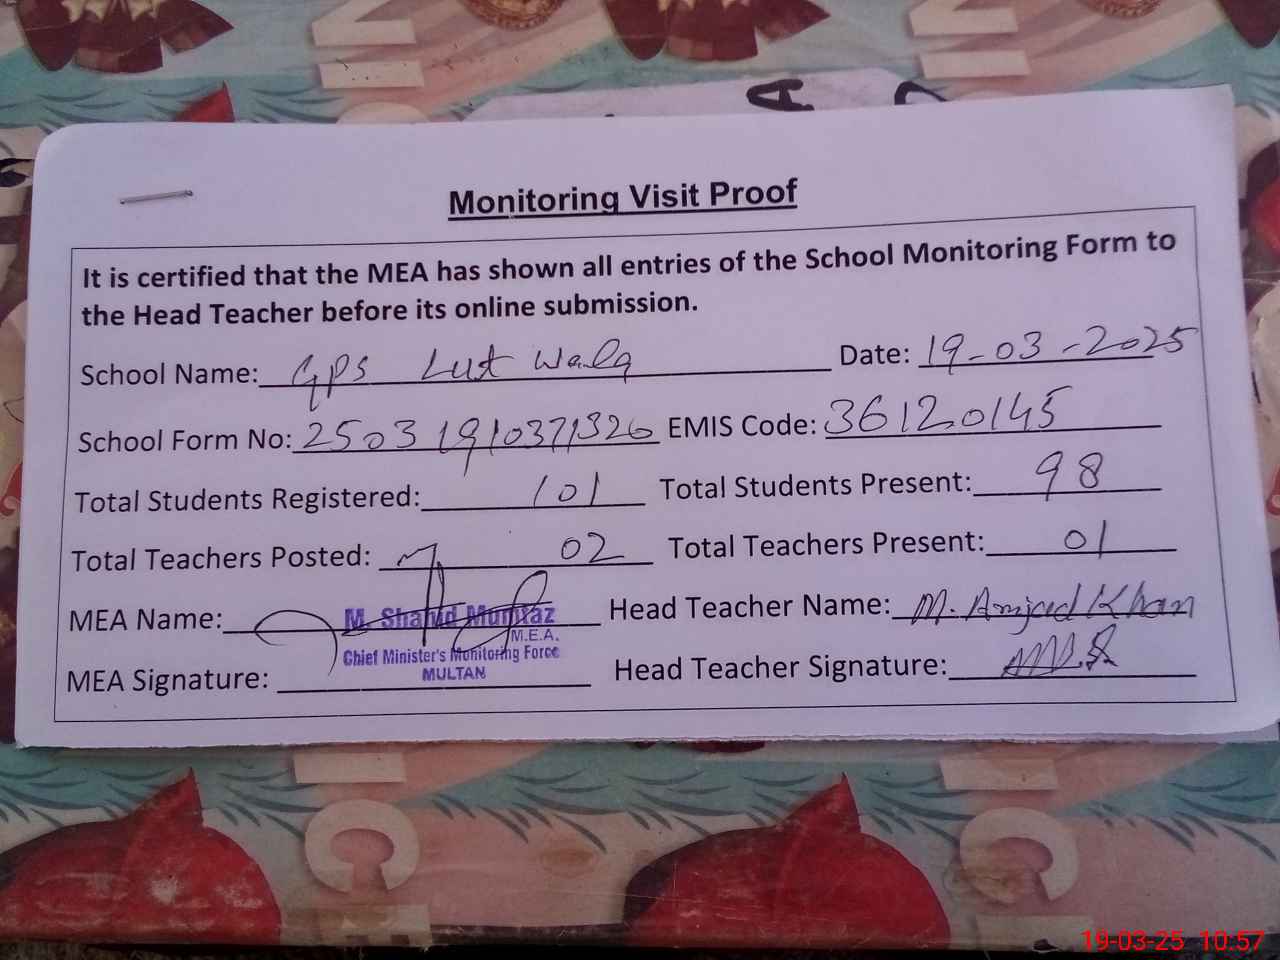 Monitoring Visit Proof
It is certified that the MEA has shown all entries of the School Monitoring Form to
the Head Teacher before its online submission.
School Name: GPS Lut Wala Date: 19-03-2025
School Form No: 25031910371326 EMIS Code: 36120145
Total Students Registered: 101 Total Students Present: 98
Total Teachers Posted: 02 Total Teachers Present: 01
MEA Name: M. Shahid Mumtaz Head Teacher Name: M. Amjad Khan
M.E.A.
Chief Minister's Monitoring Force
MULTAN
MEA Signature: Head Teacher Signature:
19-03-25 10:57